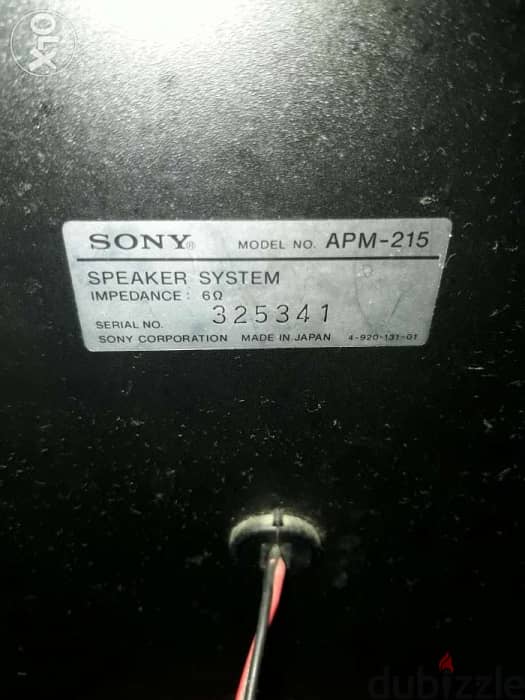 OLX
SONY® MODEL NO. APM-215
SPEAKER SYSTEM
IMPEDANCE: 6Ω
SERIAL NO. 325341
SONY CORPORATION MADE IN JAPAN 4-920-131-01
dubizzle